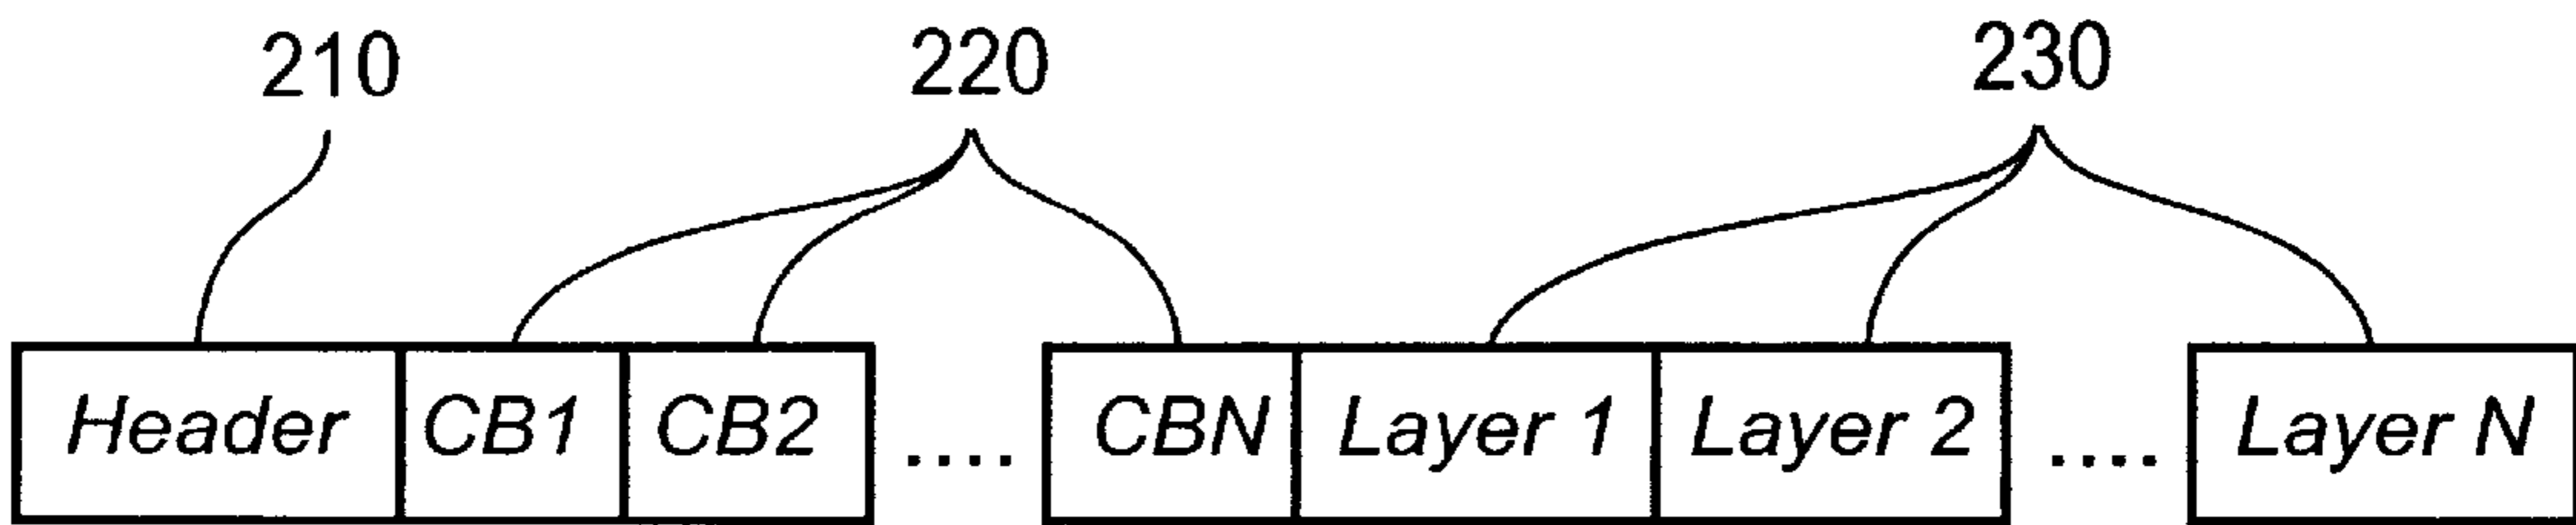 210 220 230
Header CB1 CB2 .... CBN Layer 1 Layer 2 .... Layer N